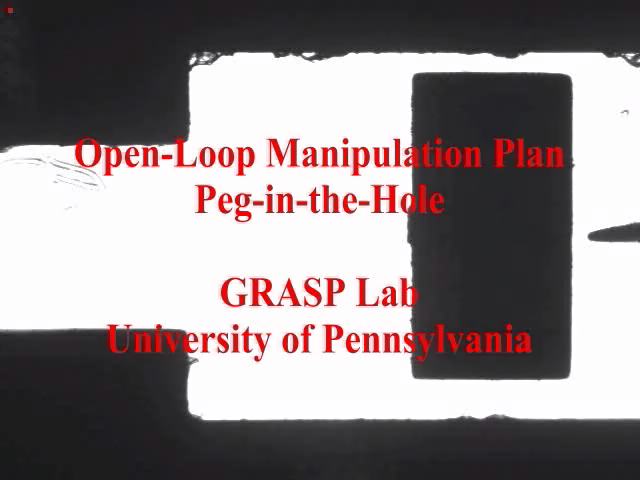 Open-Loop Manipulation Plan
Peg-in-the-Hole
GRASP Lab
University of Pennsylvania